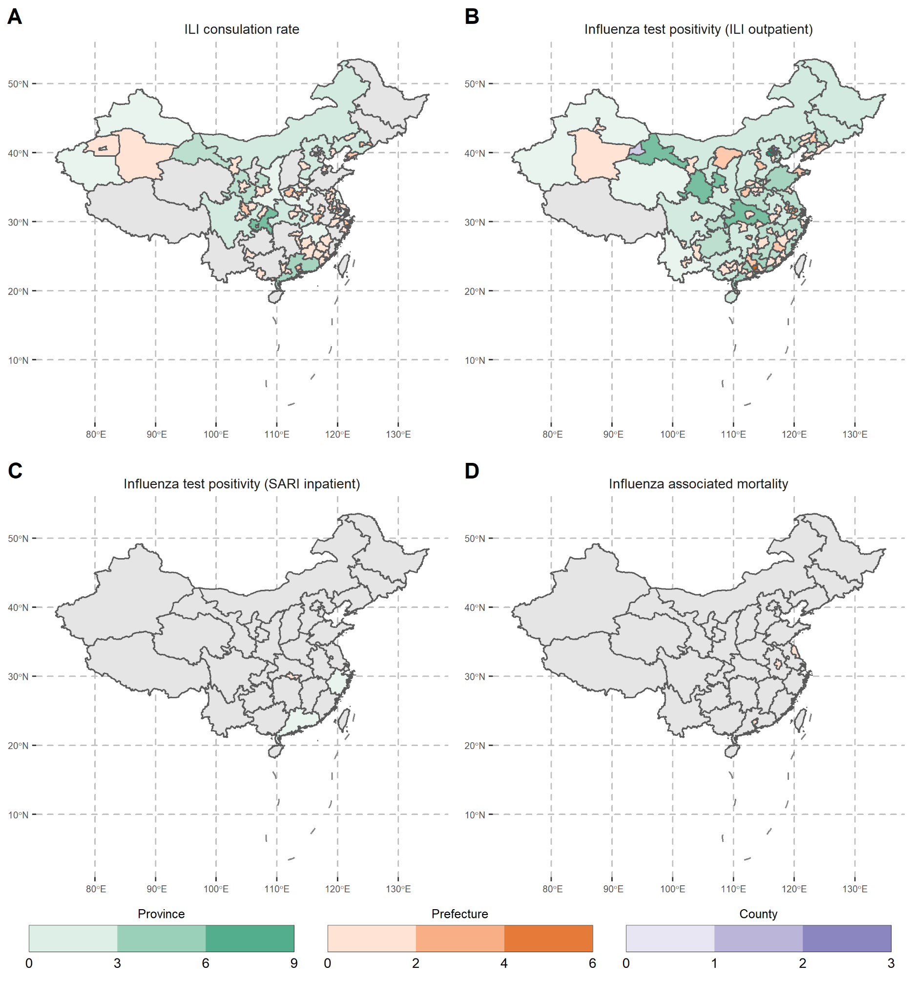 A
B
ILI consulation rate
Influenza test positivity (ILI outpatient)
50°N
40°N
30°N
20°N
10°N
80°E 90°E 100°E 110°E 120°E 130°E
50°N
40°N
30°N
20°N
10°N
80°E 90°E 100°E 110°E 120°E 130°E
C
D
Influenza test positivity (SARI inpatient)
Influenza associated mortality
50°N
40°N
30°N
20°N
10°N
80°E 90°E 100°E 110°E 120°E 130°E
50°N
40°N
30°N
20°N
10°N
80°E 90°E 100°E 110°E 120°E 130°E
Province
0 3 6 9
Prefecture
0 2 4 6
County
0 1 2 3